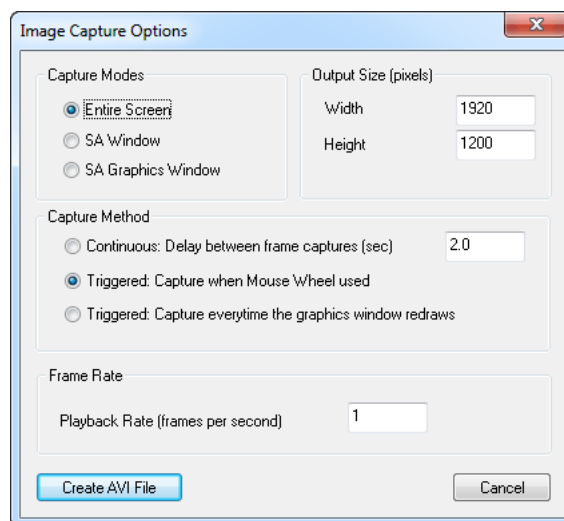 Image Capture Options
Capture Modes
Entire Screen
SA Window
SA Graphics Window
Output Size (pixels)
Width 1920
Height 1200
Capture Method
Continuous: Delay between frame captures (sec) 2.0
Triggered: Capture when Mouse Wheel used
Triggered: Capture everytime the graphics window redraws
Frame Rate
Playback Rate (frames per second) 1
Create AVI File
Cancel